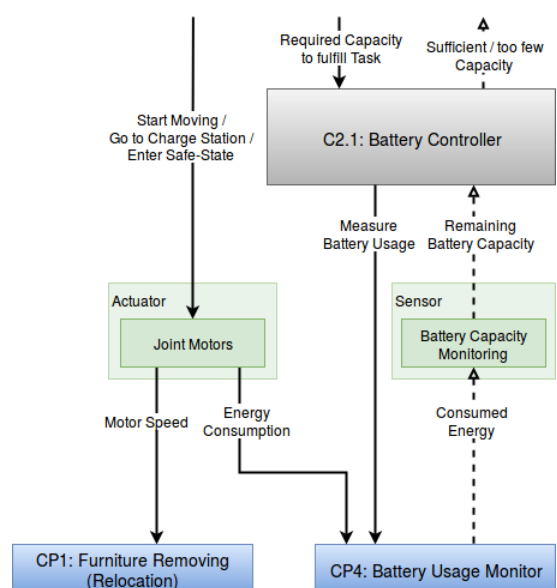 Required Capacity
to fulfill Task
Sufficient / too few
Capacity
Start Moving /
Go to Charge Station /
Enter Safe-State
C2.1: Battery Controller
Measure
Battery Usage
Remaining
Battery Capacity
Actuator
Joint Motors
Sensor
Battery Capacity
Monitoring
Motor Speed
Energy
Consumption
Consumed
Energy
CP1: Furniture Removing
(Relocation)
CP4: Battery Usage Monitor